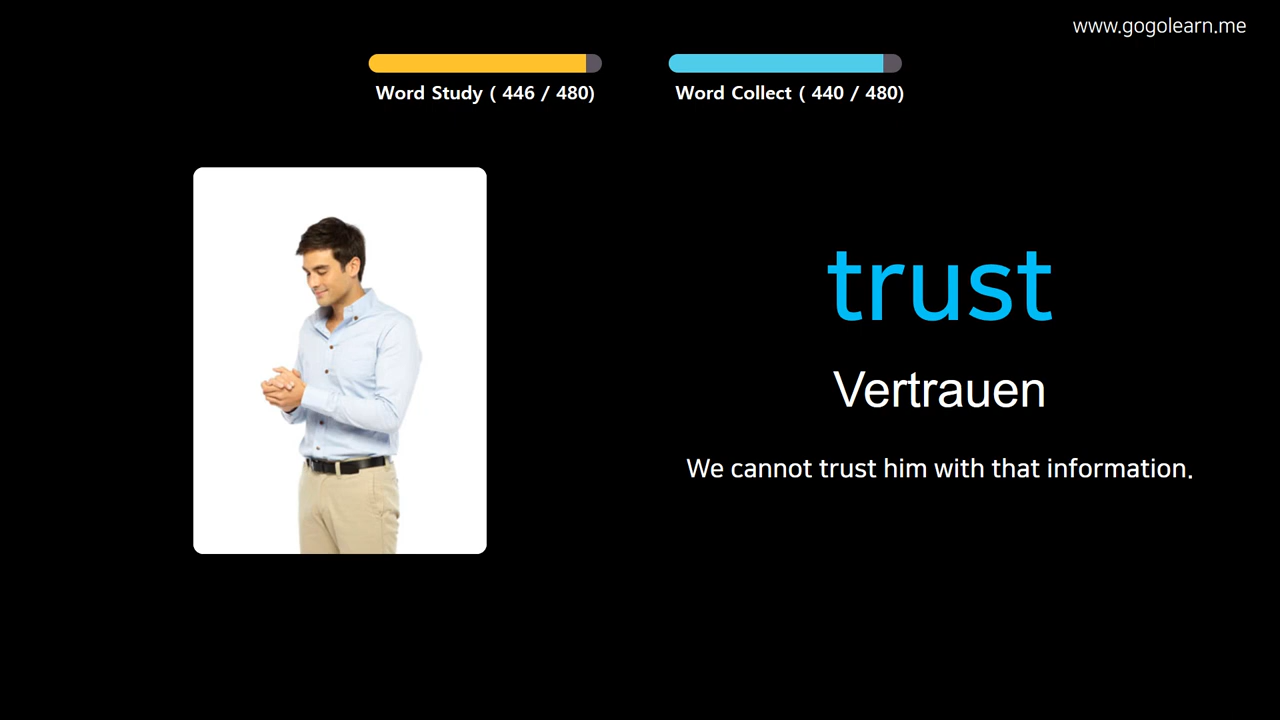 www.gogolearn.me
Word Study ( 446 / 480)
Word Collect ( 440 / 480)
trust
Vertrauen
We cannot trust him with that information.